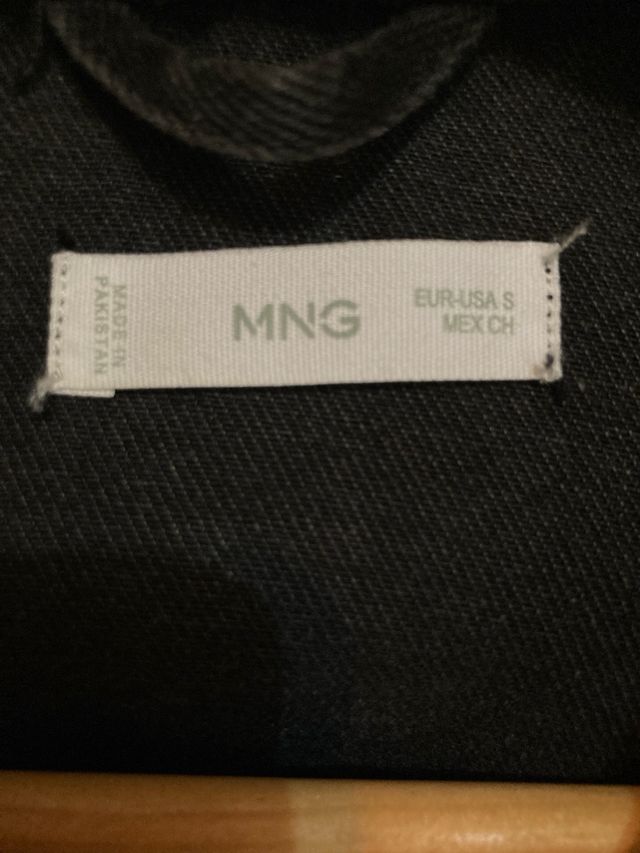 MADE IN
PAKISTAN
MNG
EUR-USA S
MEX CH